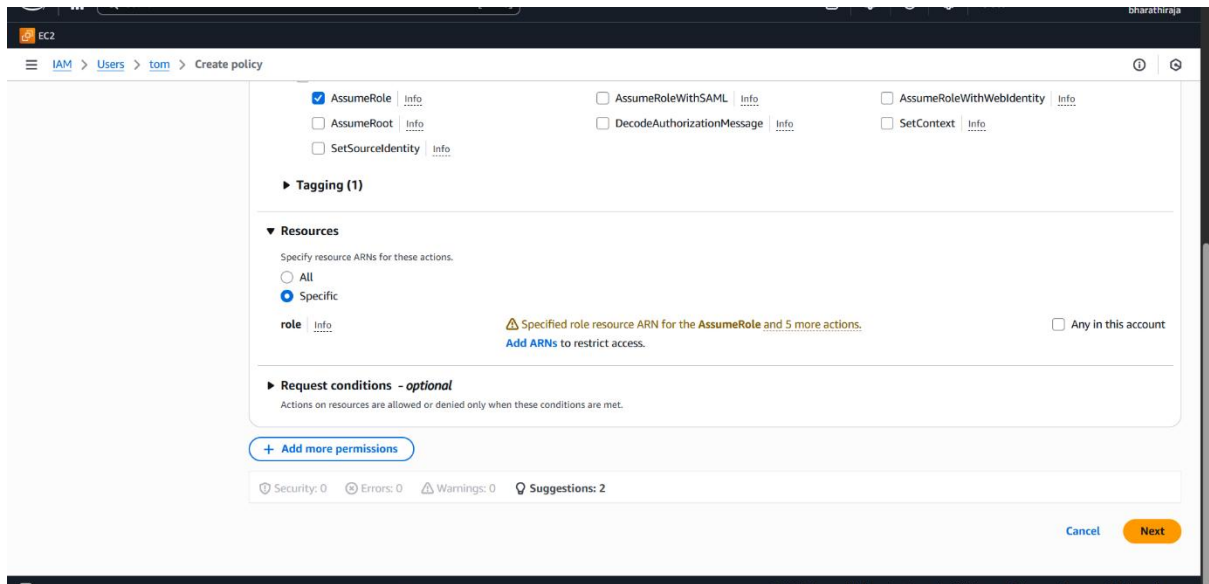 bharathiraja
EC2
IAM > Users > tom > Create policy
AssumeRole Info AssumeRoleWithSAML Info AssumeRoleWithWebIdentity Info
AssumeRoot Info DecodeAuthorizationMessage Info SetContext Info
SetSourceIdentity Info
Tagging (1)
Resources
Specify resource ARNs for these actions.
All
Specific
role Info Specified role resource ARN for the AssumeRole and 5 more actions. Any in this account
Add ARNs to restrict access.
Request conditions - optional
Actions on resources are allowed or denied only when these conditions are met.
+ Add more permissions
Security: 0 Errors: 0 Warnings: 0 Suggestions: 2
Cancel Next